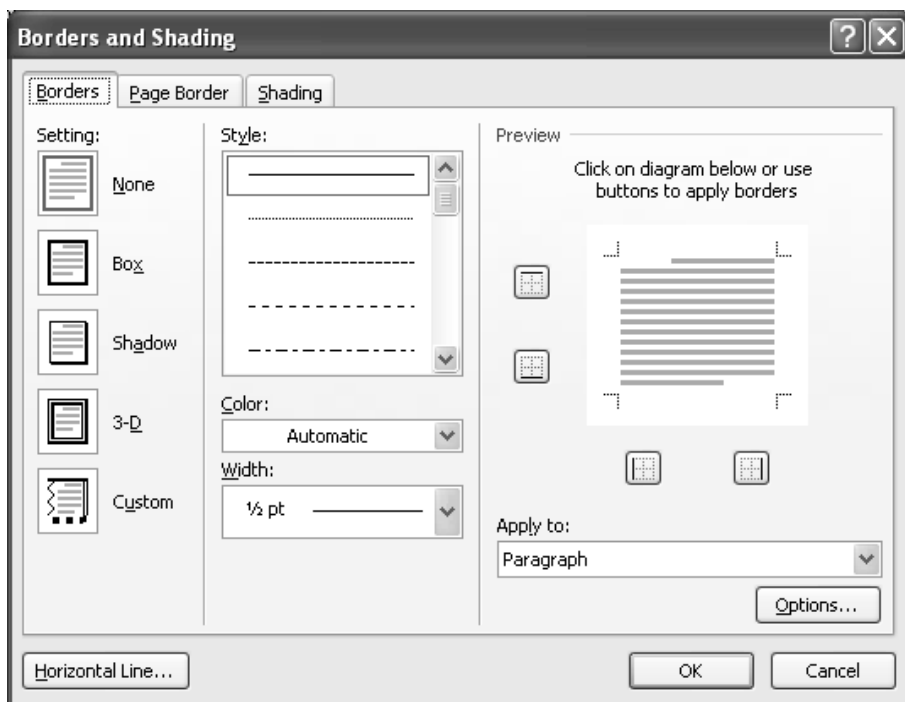 Borders and Shading
Borders
Page Border
Shading
Setting:
None
Box
Shadow
3-D
Custom
Style:
Color:
Automatic
Width:
½ pt
Preview
Click on diagram below or use
buttons to apply borders
Apply to:
Paragraph
Options...
Horizontal Line...
OK
Cancel